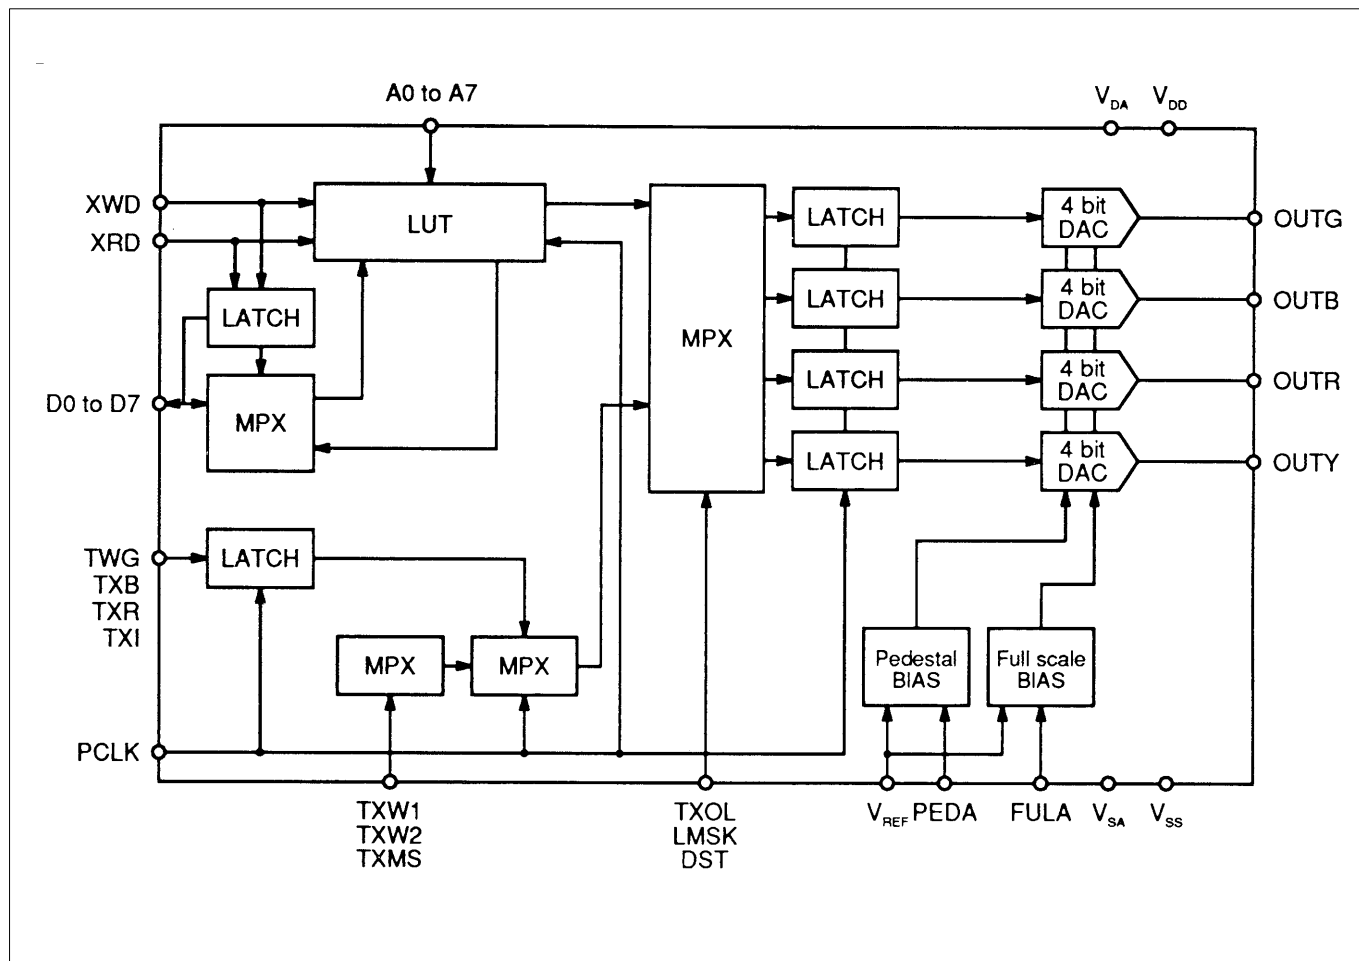 A0 to A7
VDA
VDD
XWD
LUT
MPX
LATCH
4 bit
DAC
OUTG
XRD
LATCH
LATCH
4 bit
DAC
OUTB
D0 to D7
MPX
LATCH
4 bit
DAC
OUTR
LATCH
4 bit
DAC
OUTY
TWG
TXB
TXR
TXI
LATCH
MPX
MPX
Pedestal
BIAS
Full scale
BIAS
PCLK
TXW1
TXW2
TXMS
TXOL
LMSK
DST
VREF
PEDA
FULA
VSA
VSS